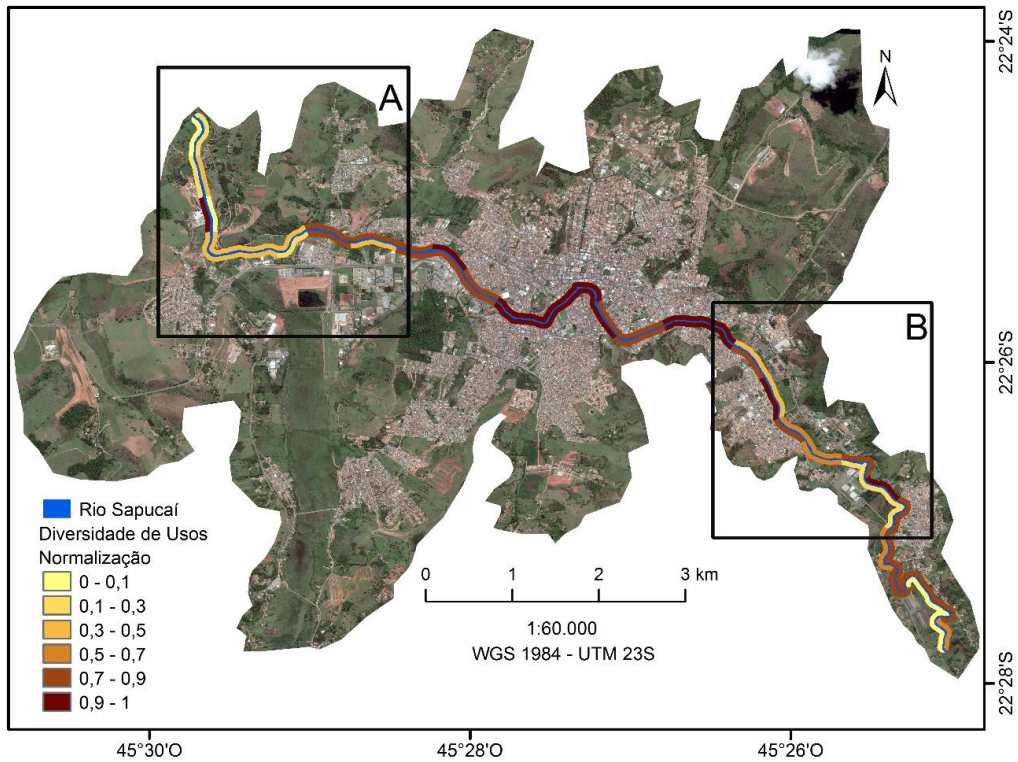 22°24'S
N
A
B
22°26'S
Rio Sapucaí
Diversidade de Usos
Normalização
0 - 0,1
0,1 - 0,3
0,3 - 0,5
0,5 - 0,7
0,7 - 0,9
0,9 - 1
0 1 2 3 km
1:60.000
WGS 1984 - UTM 23S
22°28'S
45°30'O 45°28'O 45°26'O